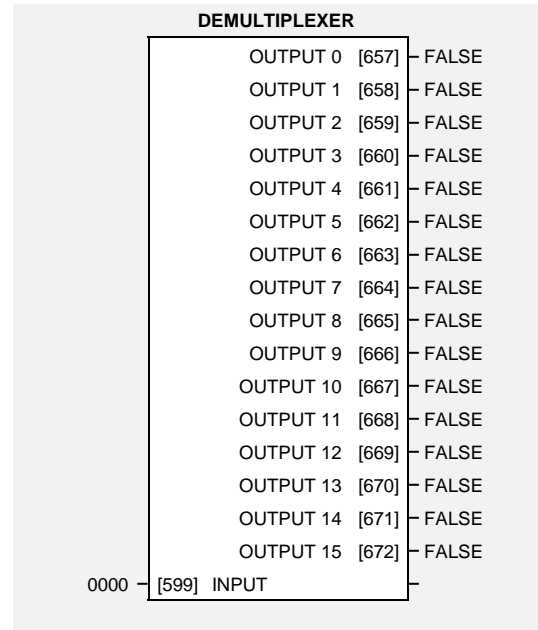 DEMULTIPLEXER
OUTPUT 0 [657] FALSE
OUTPUT 1 [658] FALSE
OUTPUT 2 [659] FALSE
OUTPUT 3 [660] FALSE
OUTPUT 4 [661] FALSE
OUTPUT 5 [662] FALSE
OUTPUT 6 [663] FALSE
OUTPUT 7 [664] FALSE
OUTPUT 8 [665] FALSE
OUTPUT 9 [666] FALSE
OUTPUT 10 [667] FALSE
OUTPUT 11 [668] FALSE
OUTPUT 12 [669] FALSE
OUTPUT 13 [670] FALSE
OUTPUT 14 [671] FALSE
OUTPUT 15 [672] FALSE
0000 [599] INPUT